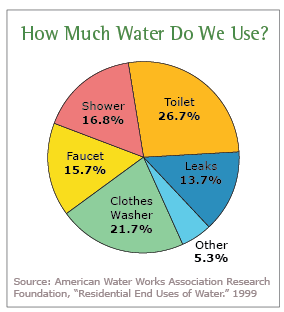 How Much Water Do We Use?
Shower
16.8%
Toilet
26.7%
Faucet
15.7%
Leaks
13.7%
Clothes
Washer
21.7%
Other
5.3%
Source: American Water Works Association Research
Foundation, “Residential End Uses of Water.” 1999